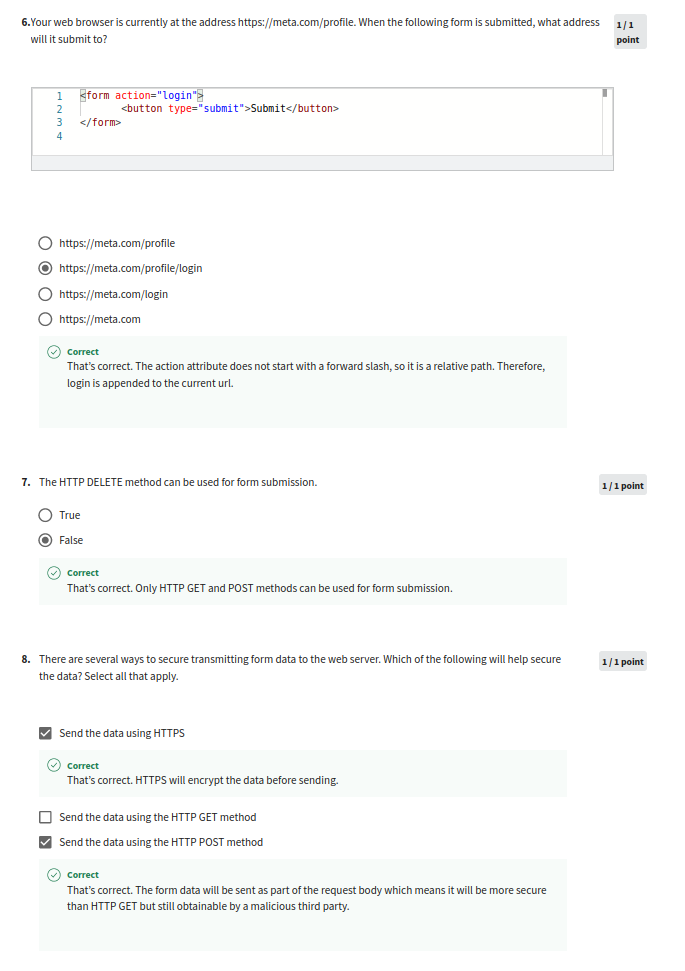 6.Your web browser is currently at the address https://meta.com/profile. When the following form is submitted, what address
will it submit to?
1 / 1
point
1 <form action="login">
2 <button type="submit">Submit</button>
3 </form>
4
https://meta.com/profile
https://meta.com/profile/login
https://meta.com/login
https://meta.com
Correct
That's correct. The action attribute does not start with a forward slash, so it is a relative path. Therefore,
login is appended to the current url.
7. The HTTP DELETE method can be used for form submission.
1 / 1 point
True
False
Correct
That's correct. Only HTTP GET and POST methods can be used for form submission.
8. There are several ways to secure transmitting form data to the web server. Which of the following will help secure
the data? Select all that apply.
1 / 1 point
Send the data using HTTPS
Correct
That's correct. HTTPS will encrypt the data before sending.
Send the data using the HTTP GET method
Send the data using the HTTP POST method
Correct
That's correct. The form data will be sent as part of the request body which means it will be more secure
than HTTP GET but still obtainable by a malicious third party.